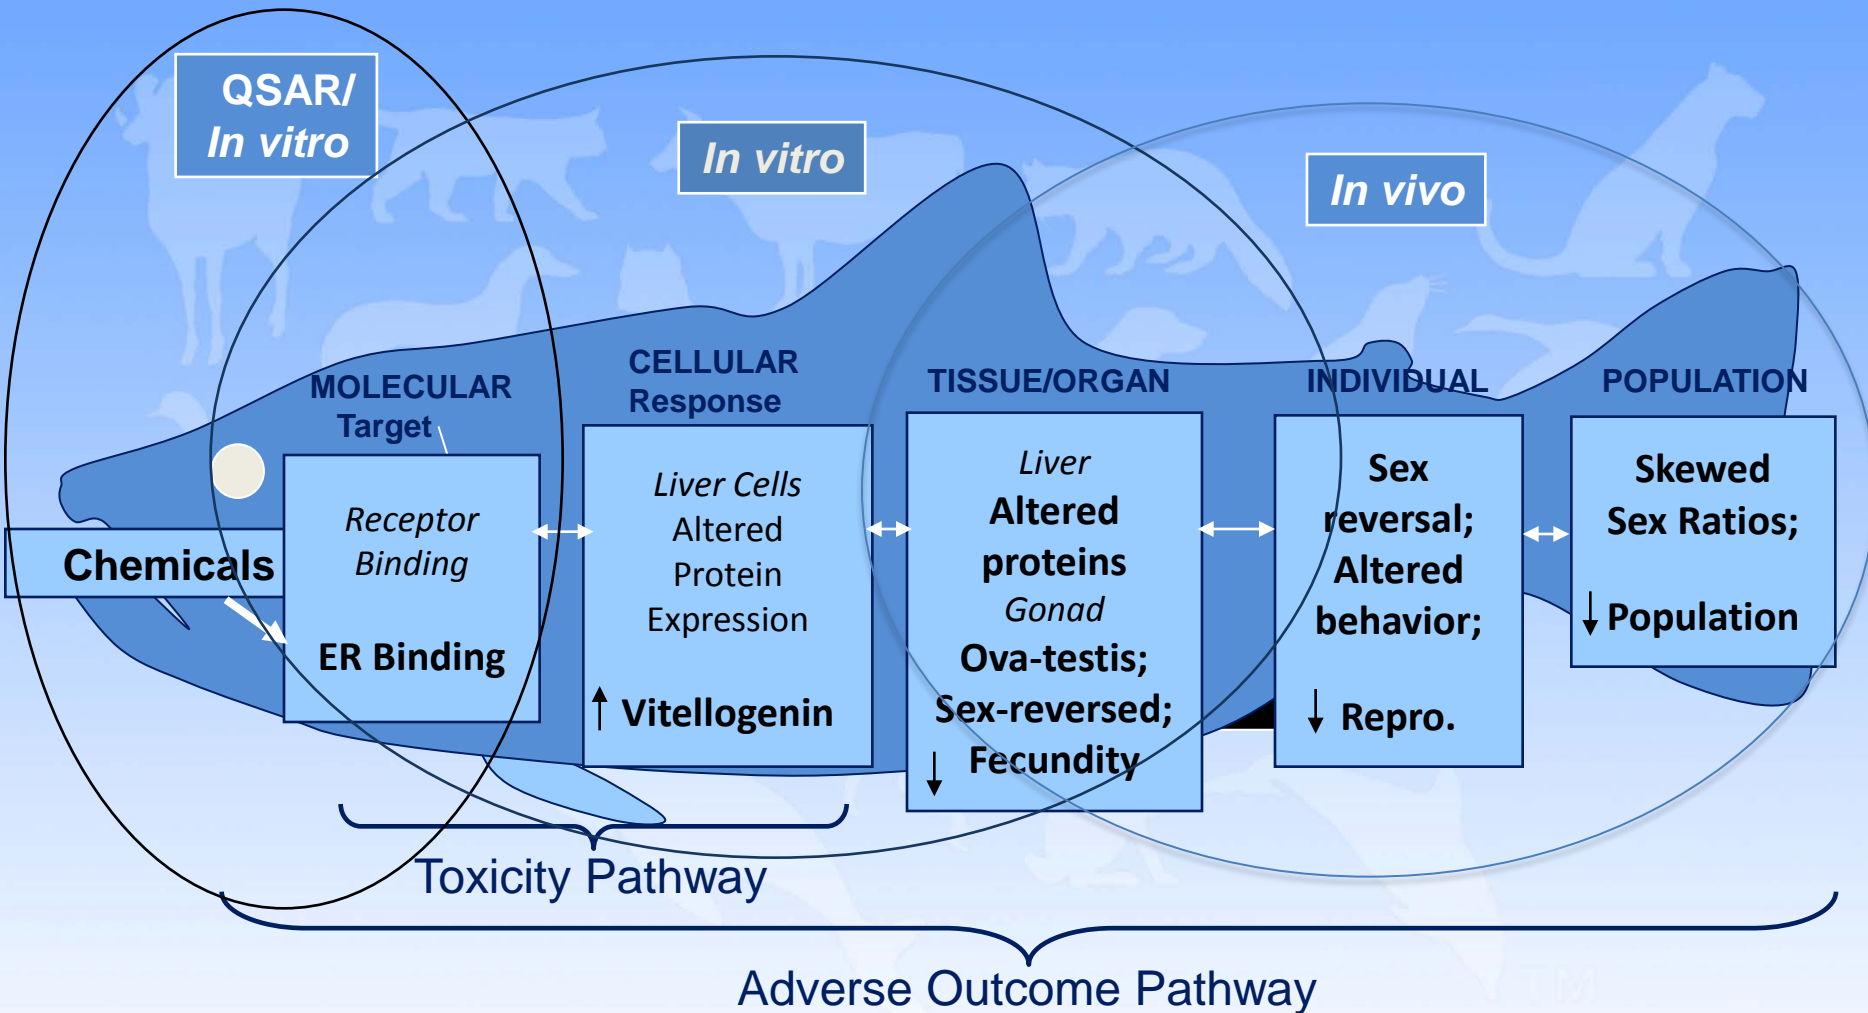 QSAR/
In vitro
In vitro
In vivo
MOLECULAR
Target
CELLULAR
Response
TISSUE/ORGAN
INDIVIDUAL
POPULATION
Chemicals
Receptor
Binding
ER Binding
Liver Cells
Altered
Protein
Expression
↑ Vitellogenin
Liver
Altered
proteins
Gonad
Ova-testis;
Sex-reversed;
↓ Fecundity
Sex
reversal;
Altered
behavior;
↓ Repro.
Skewed
Sex Ratios;
↓ Population
Toxicity Pathway
Adverse Outcome Pathway
TM